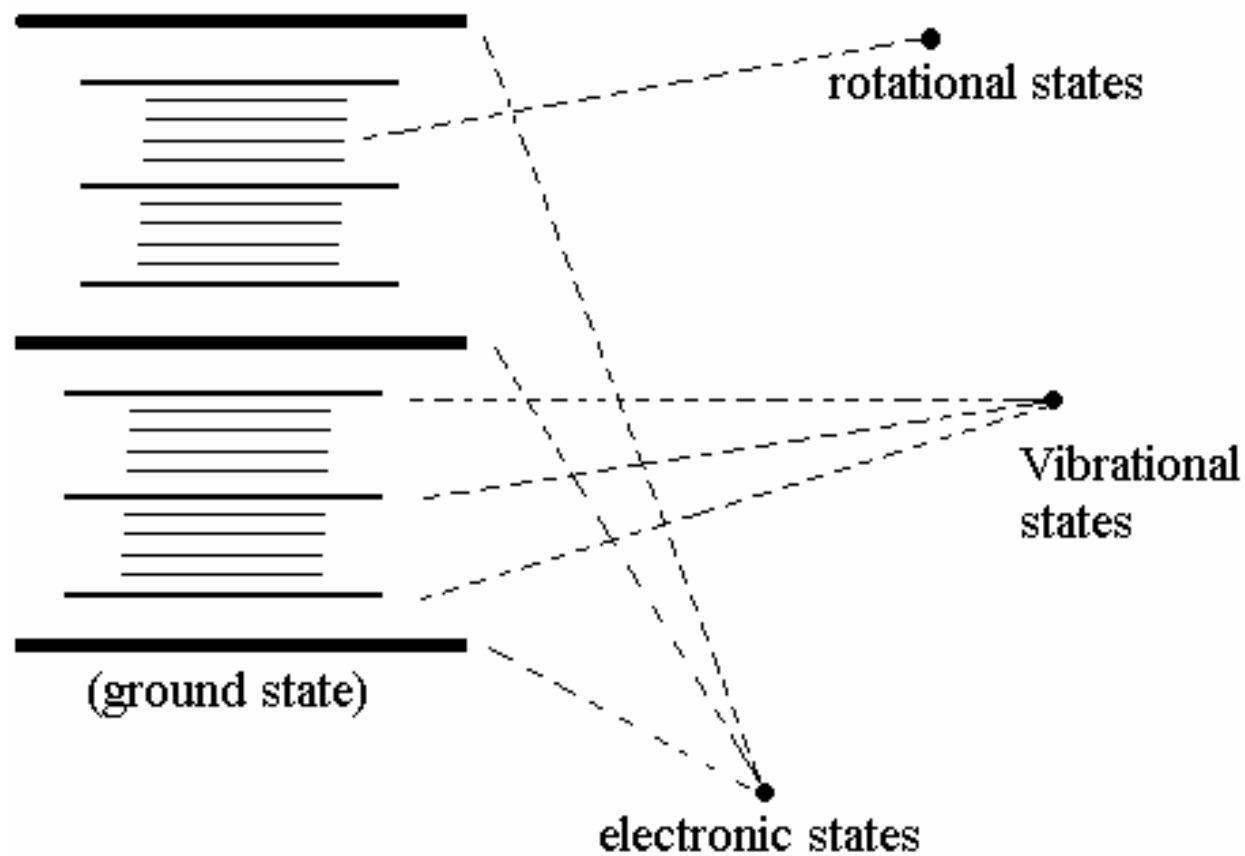 rotational states
Vibrational
states
(ground state)
electronic states